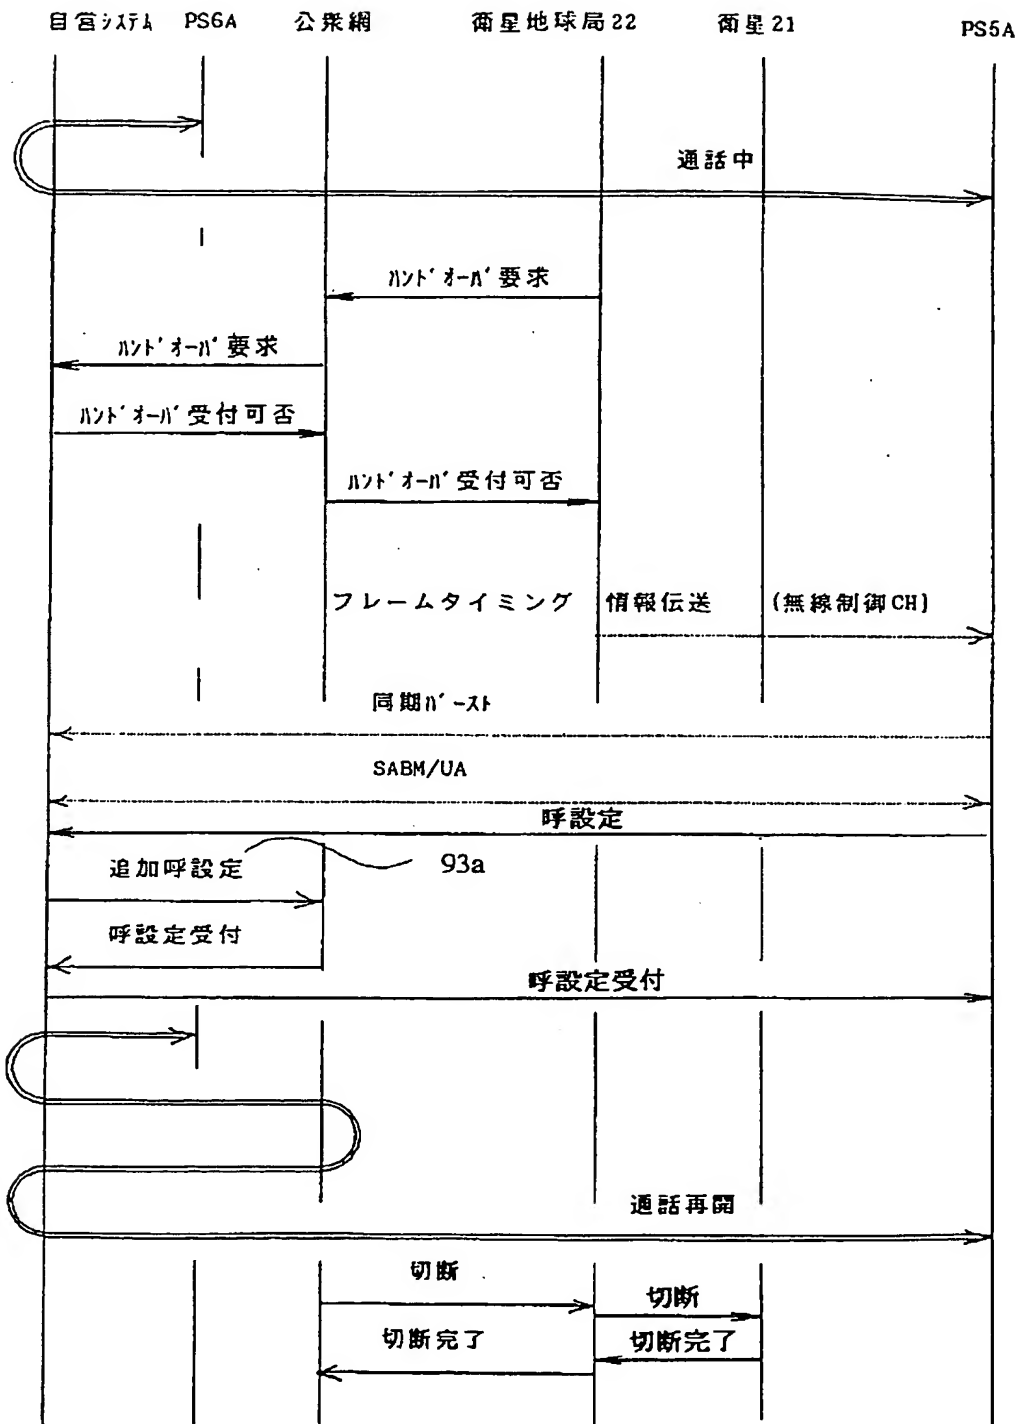 自営ｼｽﾃﾑ PS6A 公衆網 衛星地球局22 衛星21 PS5A
通話中
ﾊﾝﾄﾞｵｰﾊﾞ要求
ﾊﾝﾄﾞｵｰﾊﾞ要求
ﾊﾝﾄﾞｵｰﾊﾞ受付可否
ﾊﾝﾄﾞｵｰﾊﾞ受付可否
フレームタイミング 情報伝送 (無線制御CH)
同期ﾊﾞｰｽﾄ
SABM/UA
呼設定
追加呼設定 93a
呼設定受付
呼設定受付
通話再開
切断
切断
切断完了 切断完了